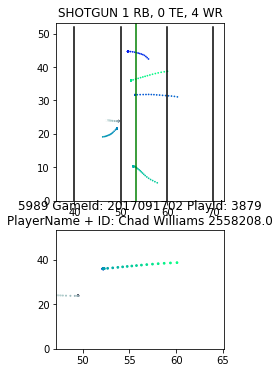 SHOTGUN 1 RB, 0 TE, 4 WR
50
40
30
20
10
0
40 50 60 70
5989 GameId: 2017091702 PlayId: 3879
PlayerName + ID: Chad Williams 2558208.0
40
20
0
50 55 60 65